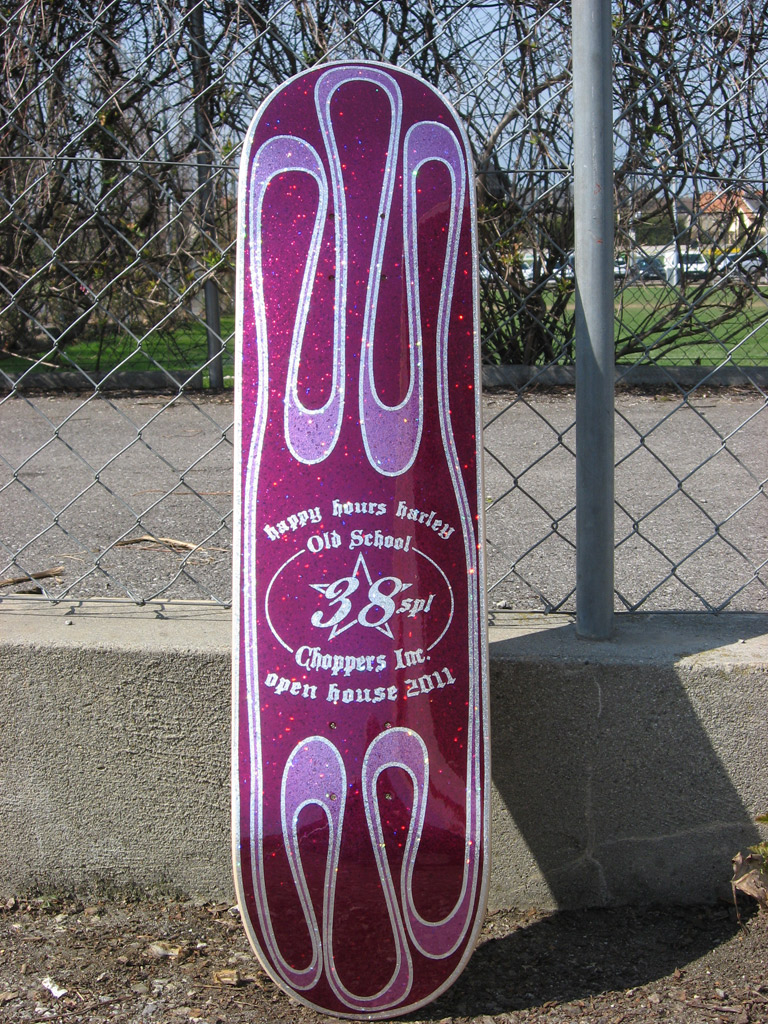 happy hours harley
Old School
38spl
Choppers Inc.
open house 2011